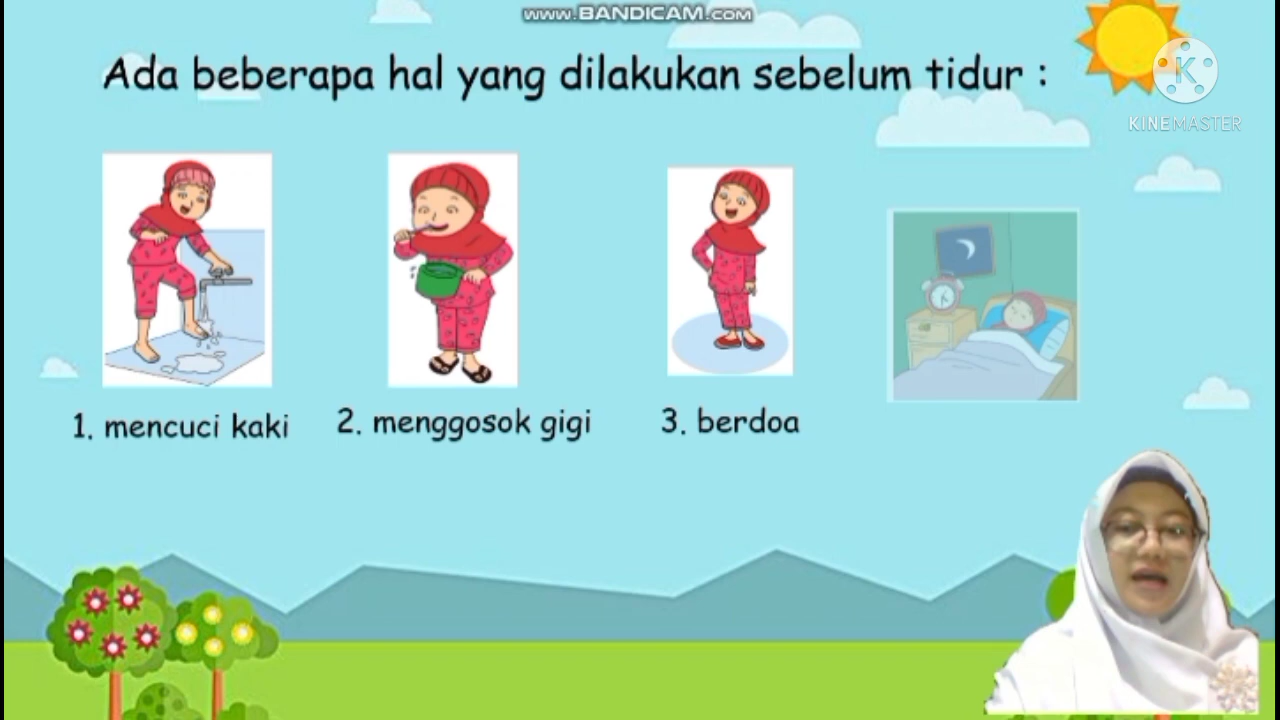 www.BANDICAM.com
Ada beberapa hal yang dilakukan sebelum tidur :
K
KINEMASTER
1. mencuci kaki
2. menggosok gigi
3. berdoa